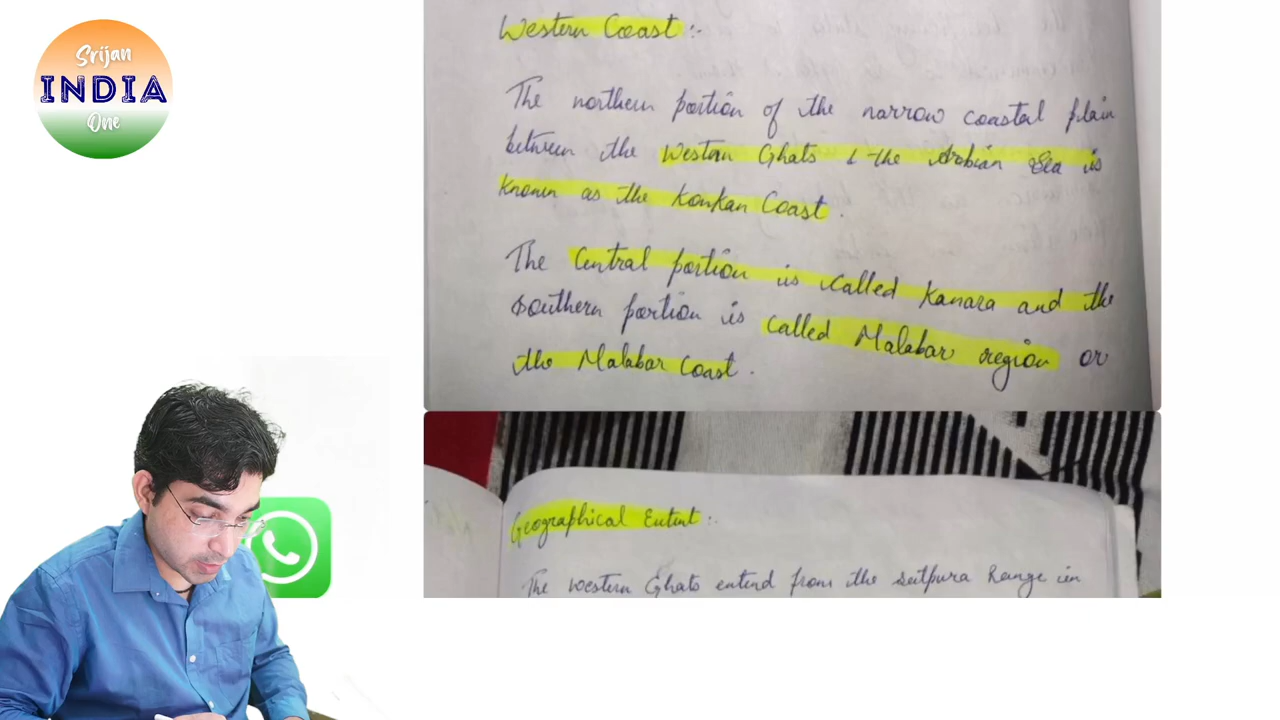 Srijan
INDIA
One
Western Coast :-
The northern portion of the narrow coastal plain
between the Western Ghats & the Arabian Sea is
known as the Konkan Coast.
The Central portion is called Kanara and the
Southern portion is called Malabar region or
the Malabar Coast.
Geographical Extent :-
The Western Ghats extend from the Satpura Range in